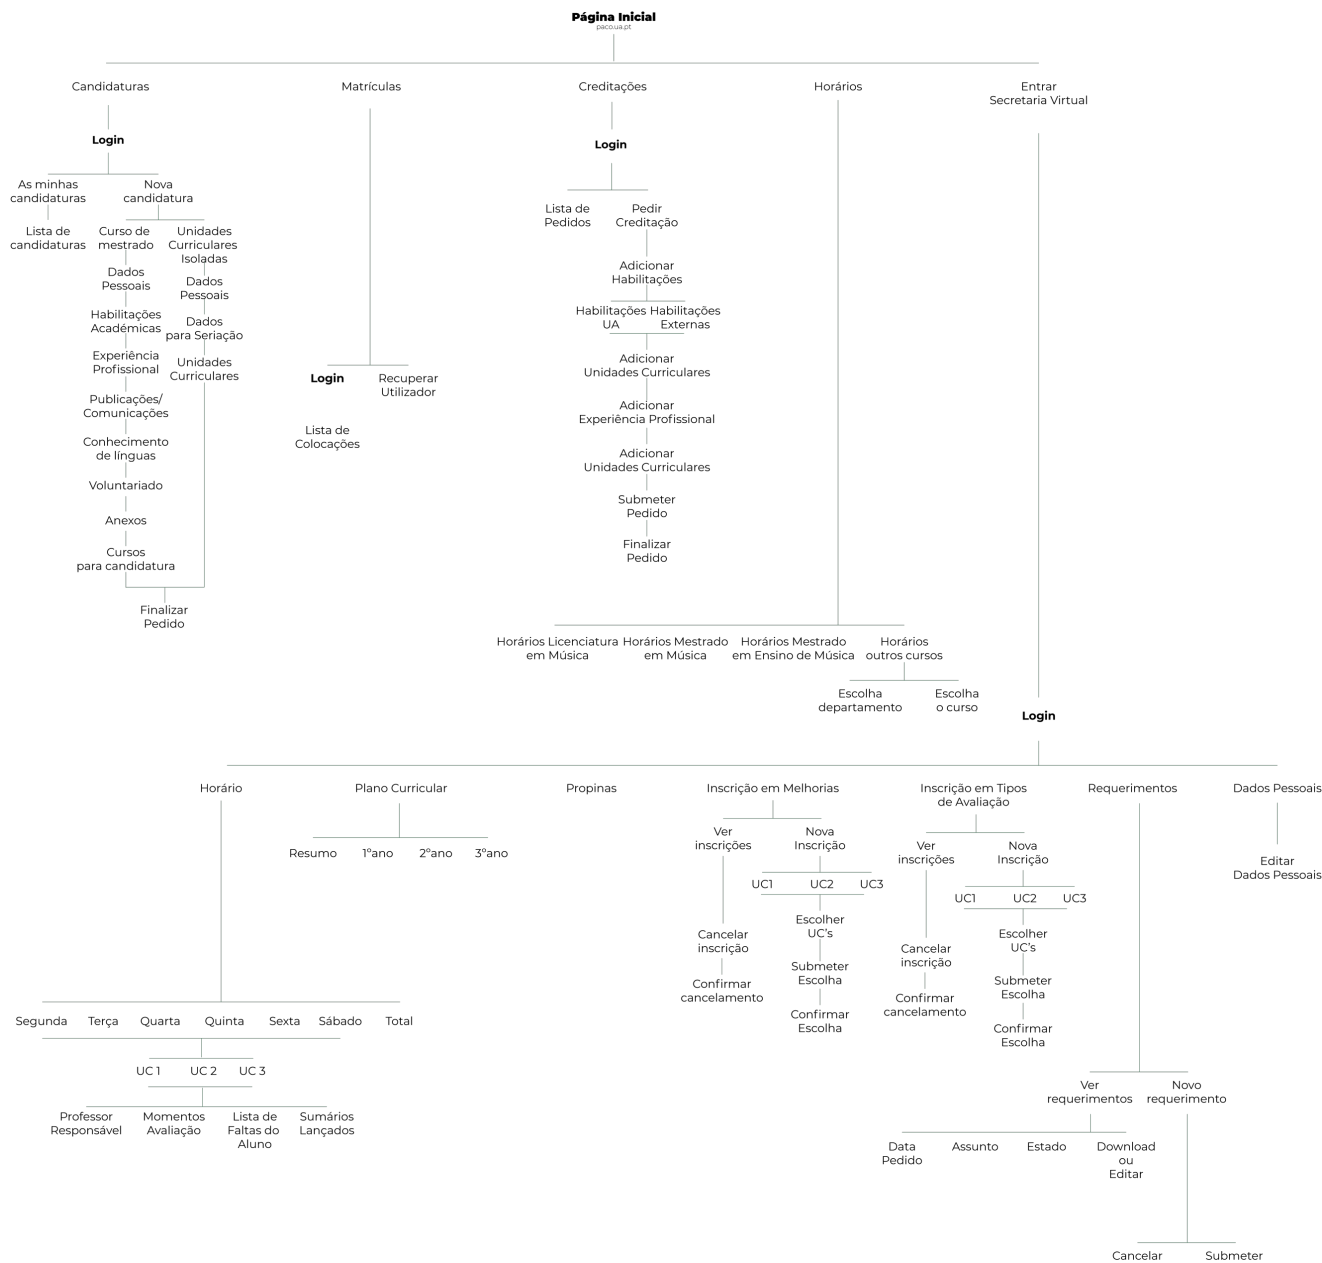 Página Inicial
paco.ua.pt
Candidaturas
Matrículas
Creditações
Horários
Entrar
Secretaria Virtual
Login
As minhas
candidaturas
Nova
candidatura
Lista de
candidaturas
Curso de
mestrado
Unidades
Curriculares
Isoladas
Dados
Pessoais
Dados
Pessoais
Habilitações
Académicas
Dados
para Seriação
Experiência
Profissional
Unidades
Curriculares
Publicações/
Comunicações
Conhecimento
de línguas
Voluntariado
Anexos
Cursos
para candidatura
Finalizar
Pedido
Login
Recuperar
Utilizador
Lista de
Colocações
Login
Lista de
Pedidos
Pedir
Creditação
Adicionar
Habilitações
Habilitações
UA
Habilitações
Externas
Adicionar
Unidades Curriculares
Adicionar
Experiência Profissional
Adicionar
Unidades Curriculares
Submeter
Pedido
Finalizar
Pedido
Horários Licenciatura
em Música
Horários Mestrado
em Música
Horários Mestrado
em Ensino de Música
Horários
outros cursos
Escolha
departamento
Escolha
o curso
Login
Horário
Plano Curricular
Propinas
Inscrição em Melhorias
Inscrição em Tipos
de Avaliação
Requerimentos
Dados Pessoais
Segunda
Terça
Quarta
Quinta
Sexta
Sábado
Total
UC 1
UC 2
UC 3
Professor
Responsável
Momentos
Avaliação
Lista de
Faltas do
Aluno
Sumários
Lançados
Resumo
1ºano
2ºano
3ºano
Ver
inscrições
Nova
Inscrição
UC1
UC2
UC3
Cancelar
inscrição
Confirmar
cancelamento
Escolher
UC's
Submeter
Escolha
Confirmar
Escolha
Ver
inscrições
Nova
Inscrição
UC1
UC2
UC3
Cancelar
inscrição
Confirmar
cancelamento
Escolher
UC's
Submeter
Escolha
Confirmar
Escolha
Ver
requerimentos
Novo
requerimento
Data
Pedido
Assunto
Estado
Download
ou
Editar
Cancelar
Submeter
Editar
Dados Pessoais